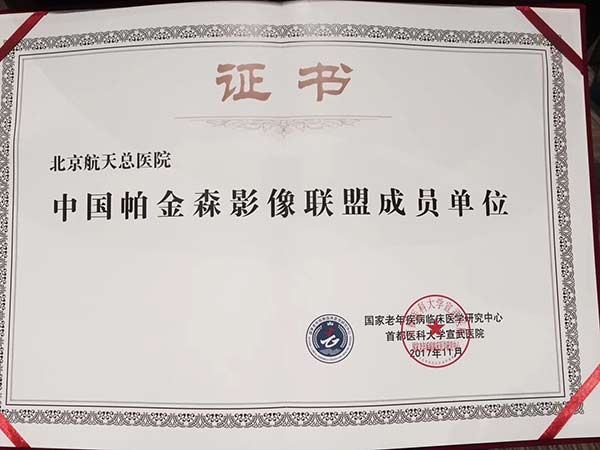 证书
北京航天总医院
中国帕金森影像联盟成员单位
国家老年疾病临床医学研究中心
首都医科大学宣武医院
2017年11月